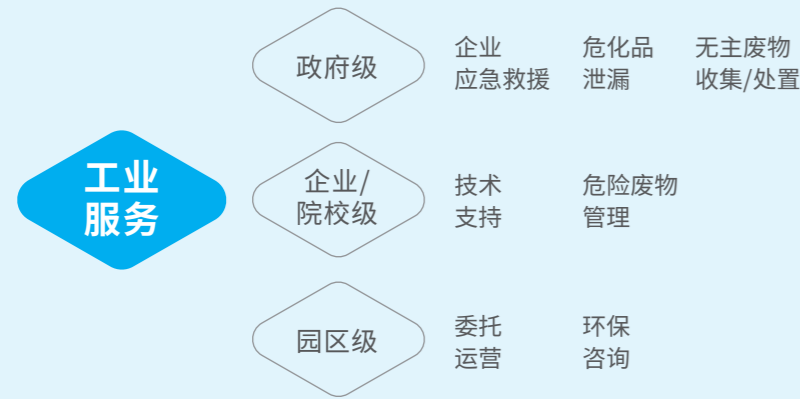 工业
服务
政府级
企业
应急救援
危化品
泄漏
无主废物
收集/处置
企业/
院校级
技术
支持
危险废物
管理
园区级
委托
运营
环保
咨询